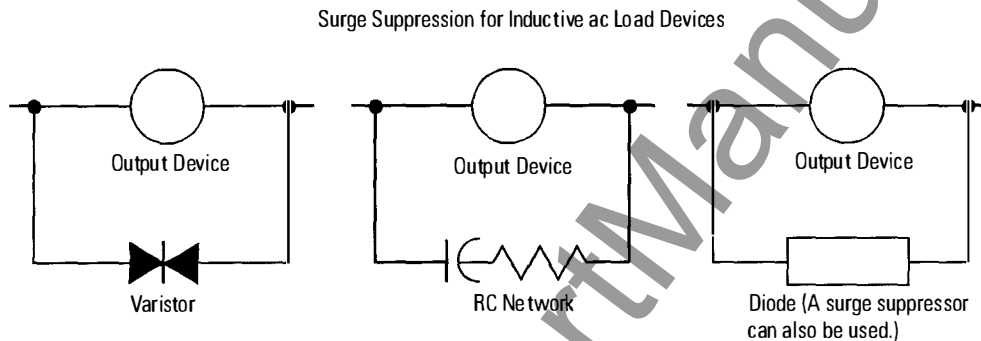 Surge Suppression for Inductive ac Load Devices
Output Device
Output Device
Output Device
Varistor
RC Network
Diode (A surge suppressor
can also be used.)